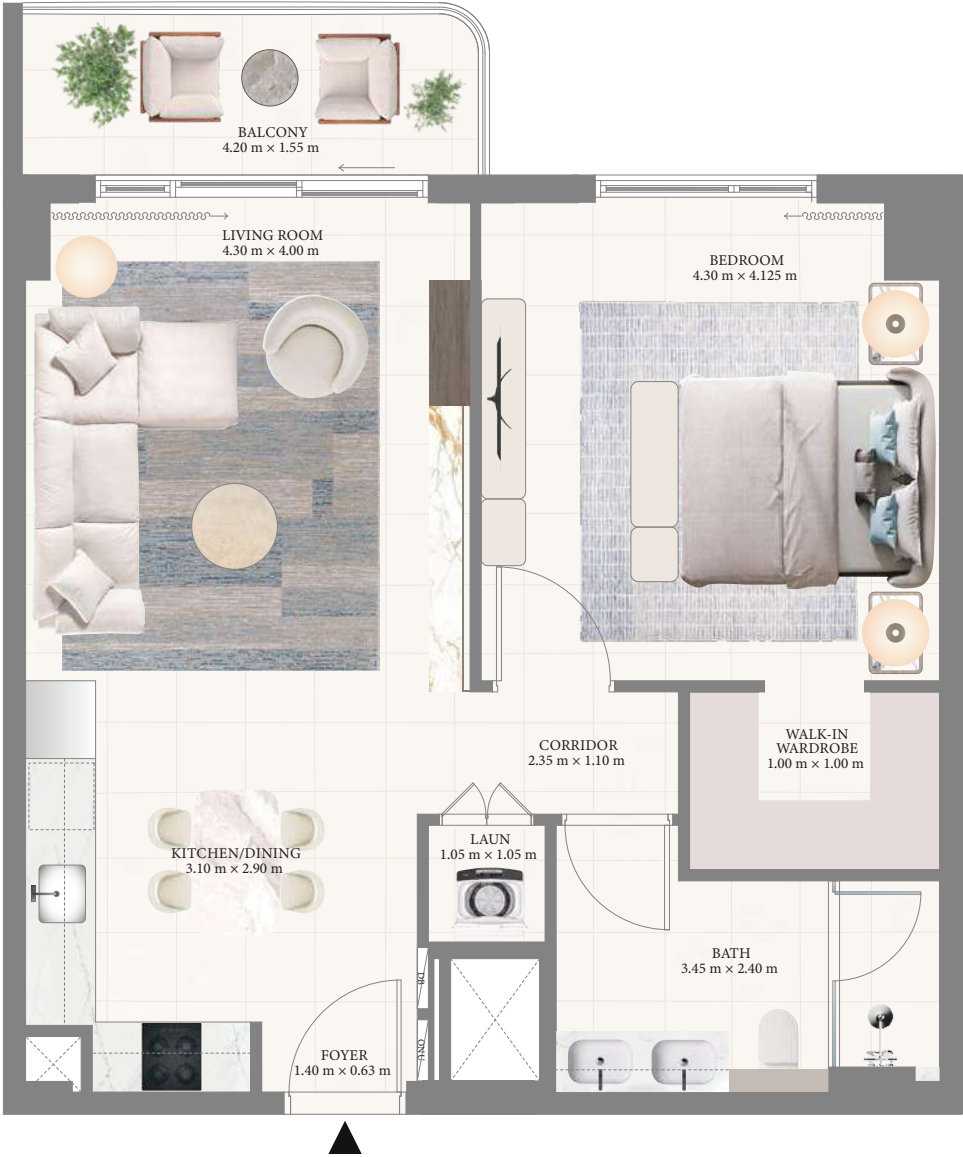 BALCONY
4.20 m × 1.55 m
LIVING ROOM
4.30 m × 4.00 m
BEDROOM
4.30 m × 4.125 m
CORRIDOR
2.35 m × 1.10 m
WALK-IN
WARDROBE
1.00 m × 1.00 m
KITCHEN/DINING
3.10 m × 2.90 m
LAUN
1.05 m × 1.05 m
BATH
3.45 m × 2.40 m
DB
ONU
FOYER
1.40 m × 0.63 m